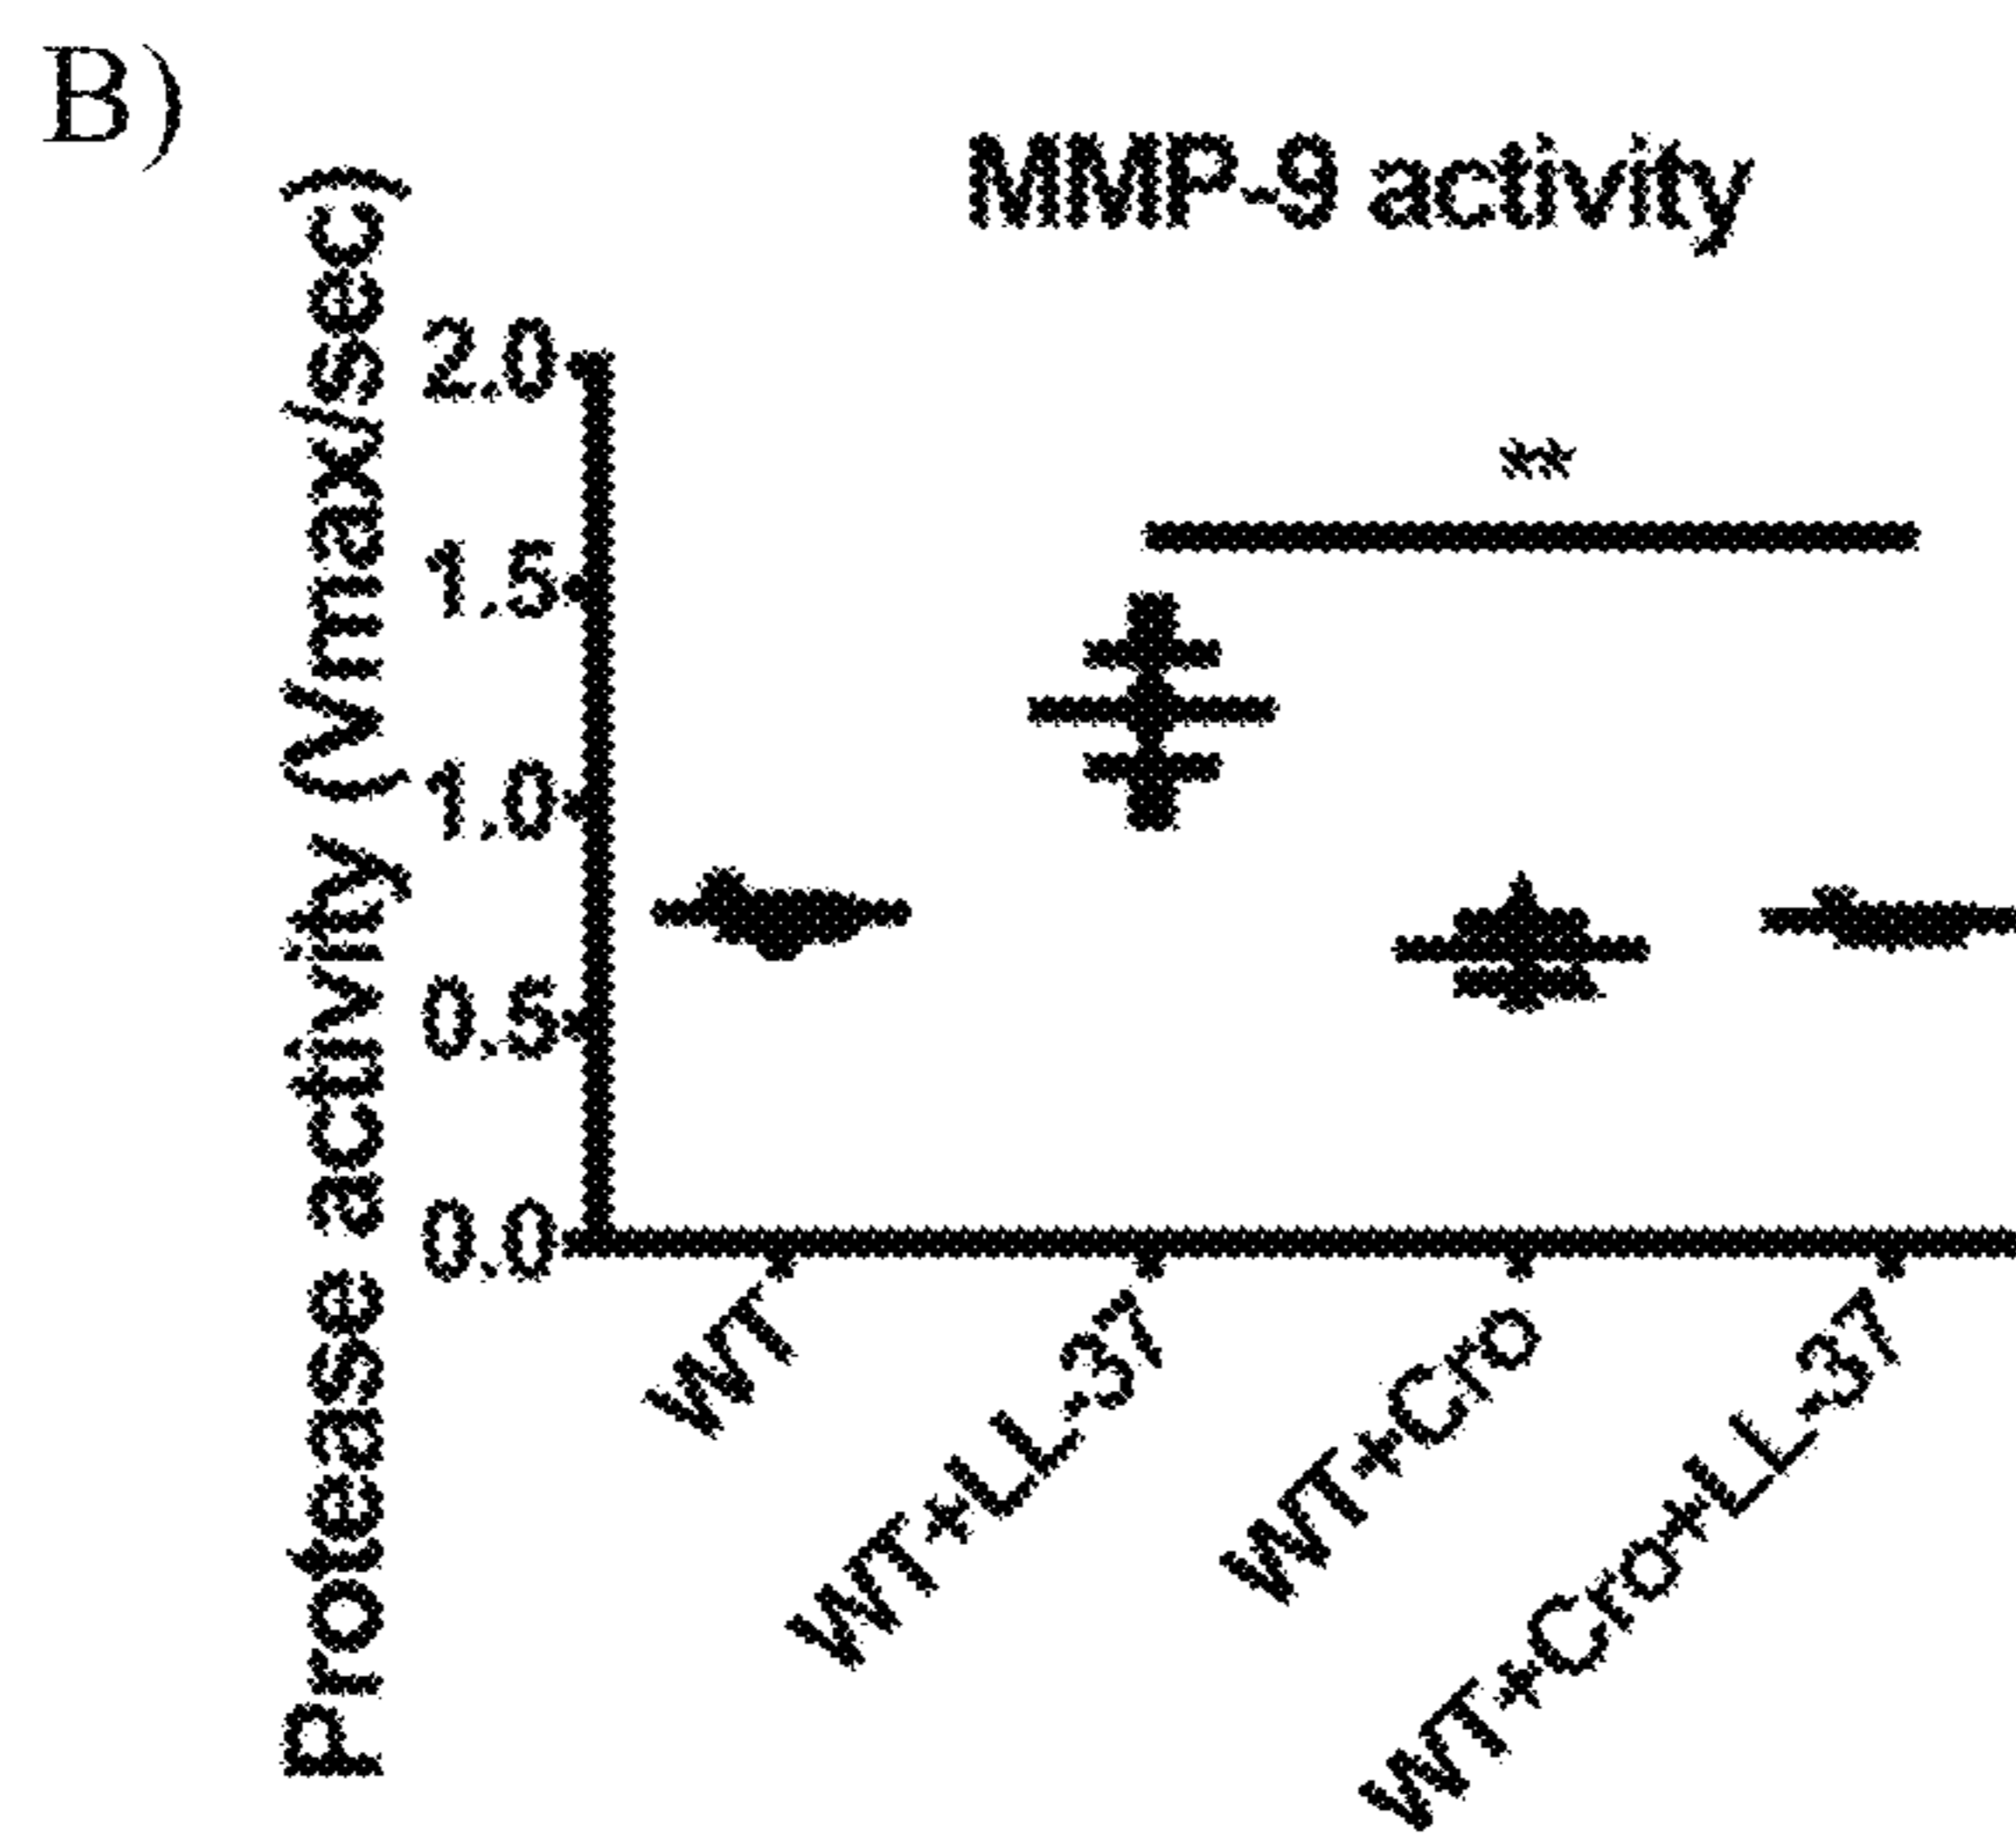 B)
MMP-9 activity
Protease activity (Vmax/sec)
2.0
1.5
1.0
0.5
0.0
**
WT
WT+LL-37
WT+Cro
WT+Cro+LL-37